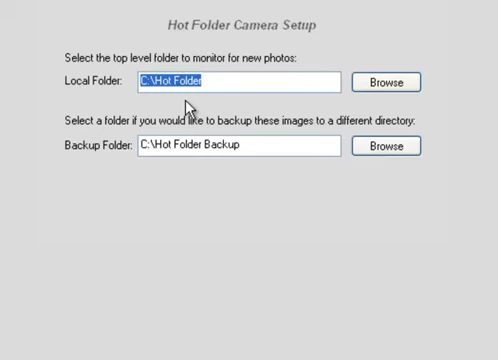 Hot Folder Camera Setup
Select the top level folder to monitor for new photos:
Local Folder: C:\Hot Folder Browse
Select a folder if you would like to backup these images to a different directory:
Backup Folder: C:\Hot Folder Backup Browse